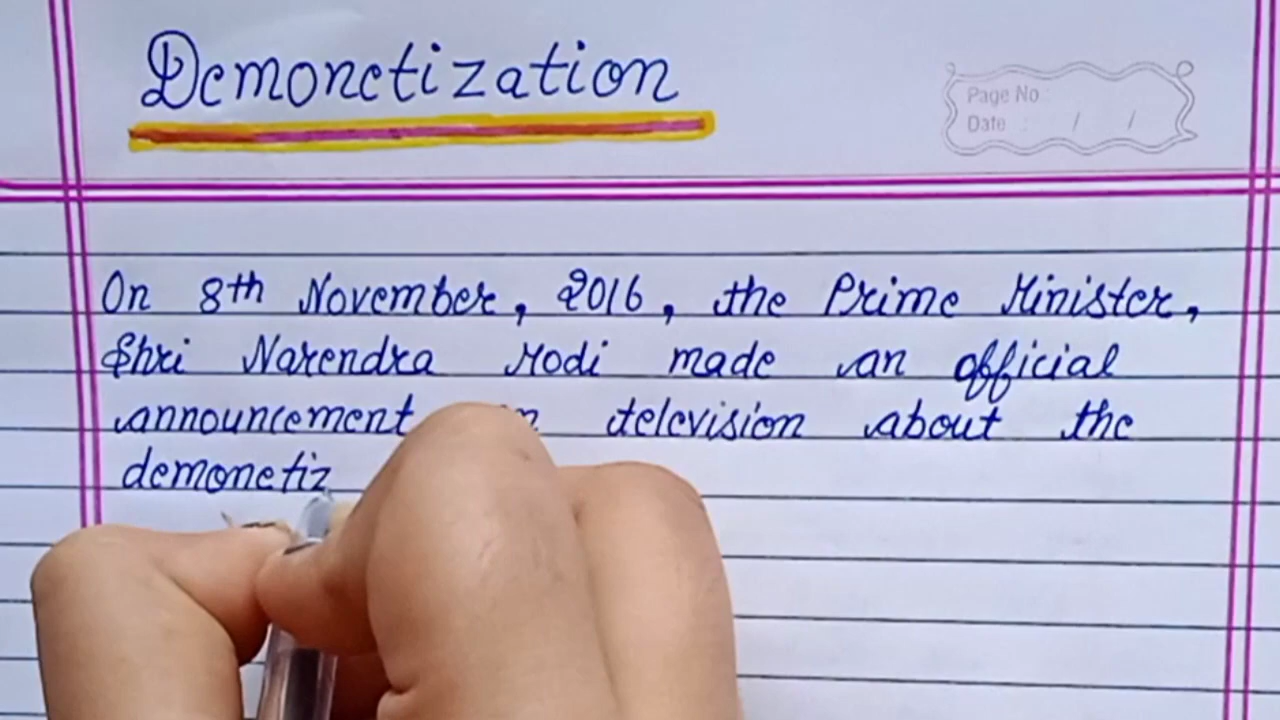 Demonetization
Page No :
Date : / /
On 8th November, 2016, the Prime Minister,
Shri Narendra Modi made an official
announcement television about the
demonetiz